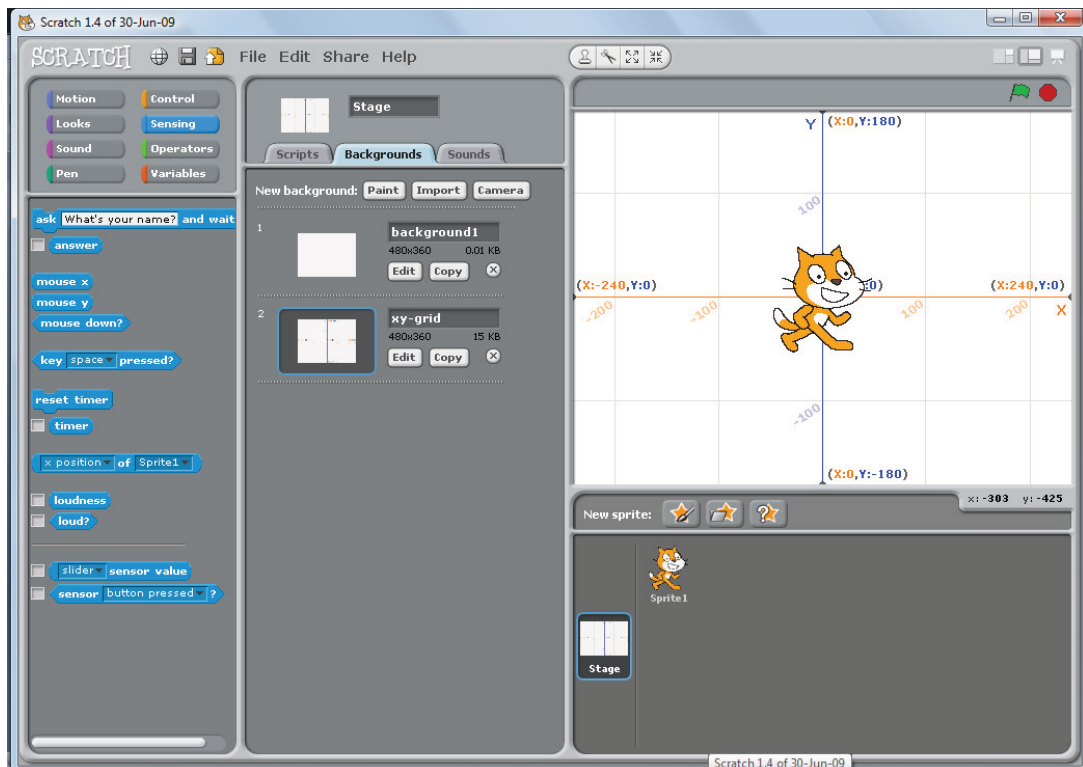 Scratch 1.4 of 30-Jun-09
SCRATCH File Edit Share Help
Motion Control
Looks Sensing
Sound Operators
Pen Variables
ask What's your name? and wait
answer
mouse x
mouse y
mouse down?
key space pressed?
reset timer
timer
x position of Sprite1
loudness
loud?
slider sensor value
sensor button pressed ?
Stage
Scripts Backgrounds Sounds
New background: Paint Import Camera
1
background1
480x360 0.01 KB
Edit Copy
2
xy-grid
480x360 15 KB
Edit Copy
Y (X:0,Y:180)
100
(X:-240,Y:0) :0) (X:240,Y:0)
-200 -100 100 200 X
-100
(X:0,Y:-180)
x: -303 y: -425
New sprite:
Sprite1
Stage
Scratch 1.4 of 30-Jun-09